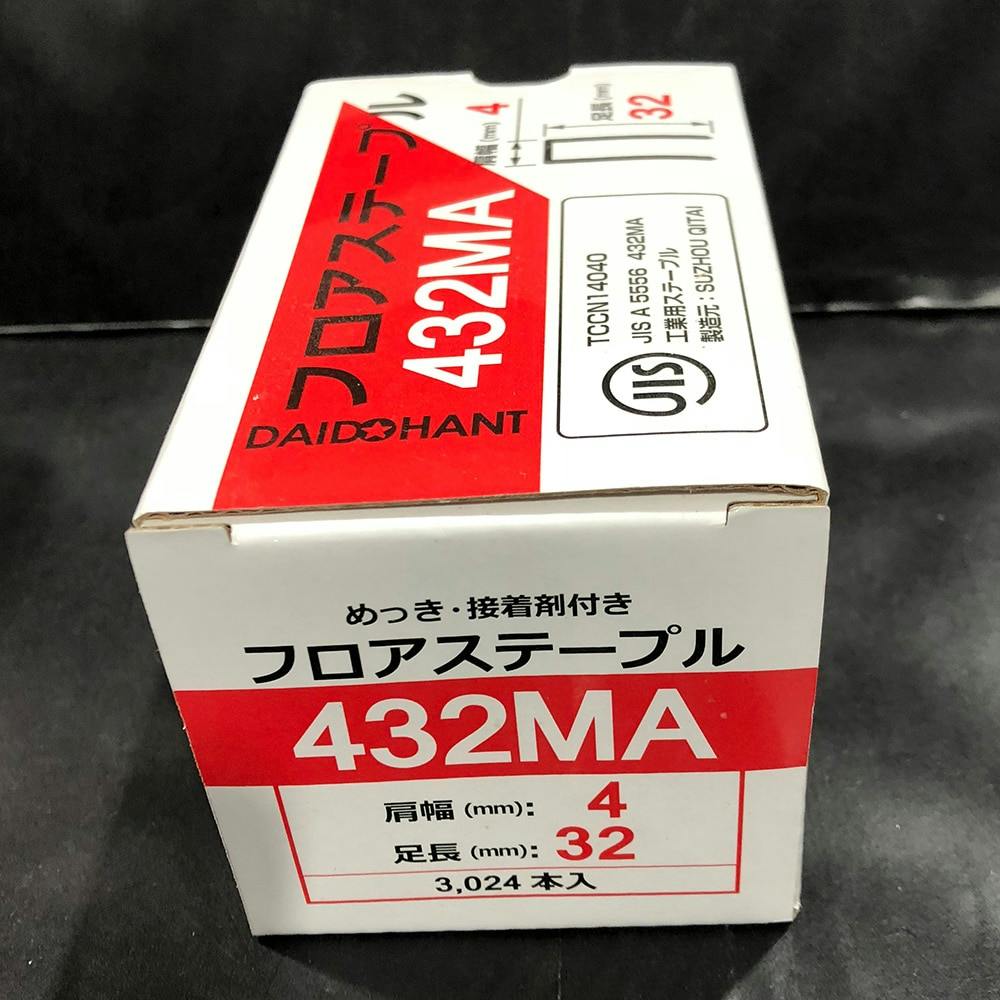 フロアステープル
432MA
DAIDOHANT
肩幅(mm) 4
足長(mm) 32
TCCN14040
JIS A 5556 432MA
工業用ステープル
製造元:SUZHOU QITAI
JIS
めっき・接着剤付き
フロアステープル
432MA
肩幅(mm): 4
足長(mm): 32
3,024本入